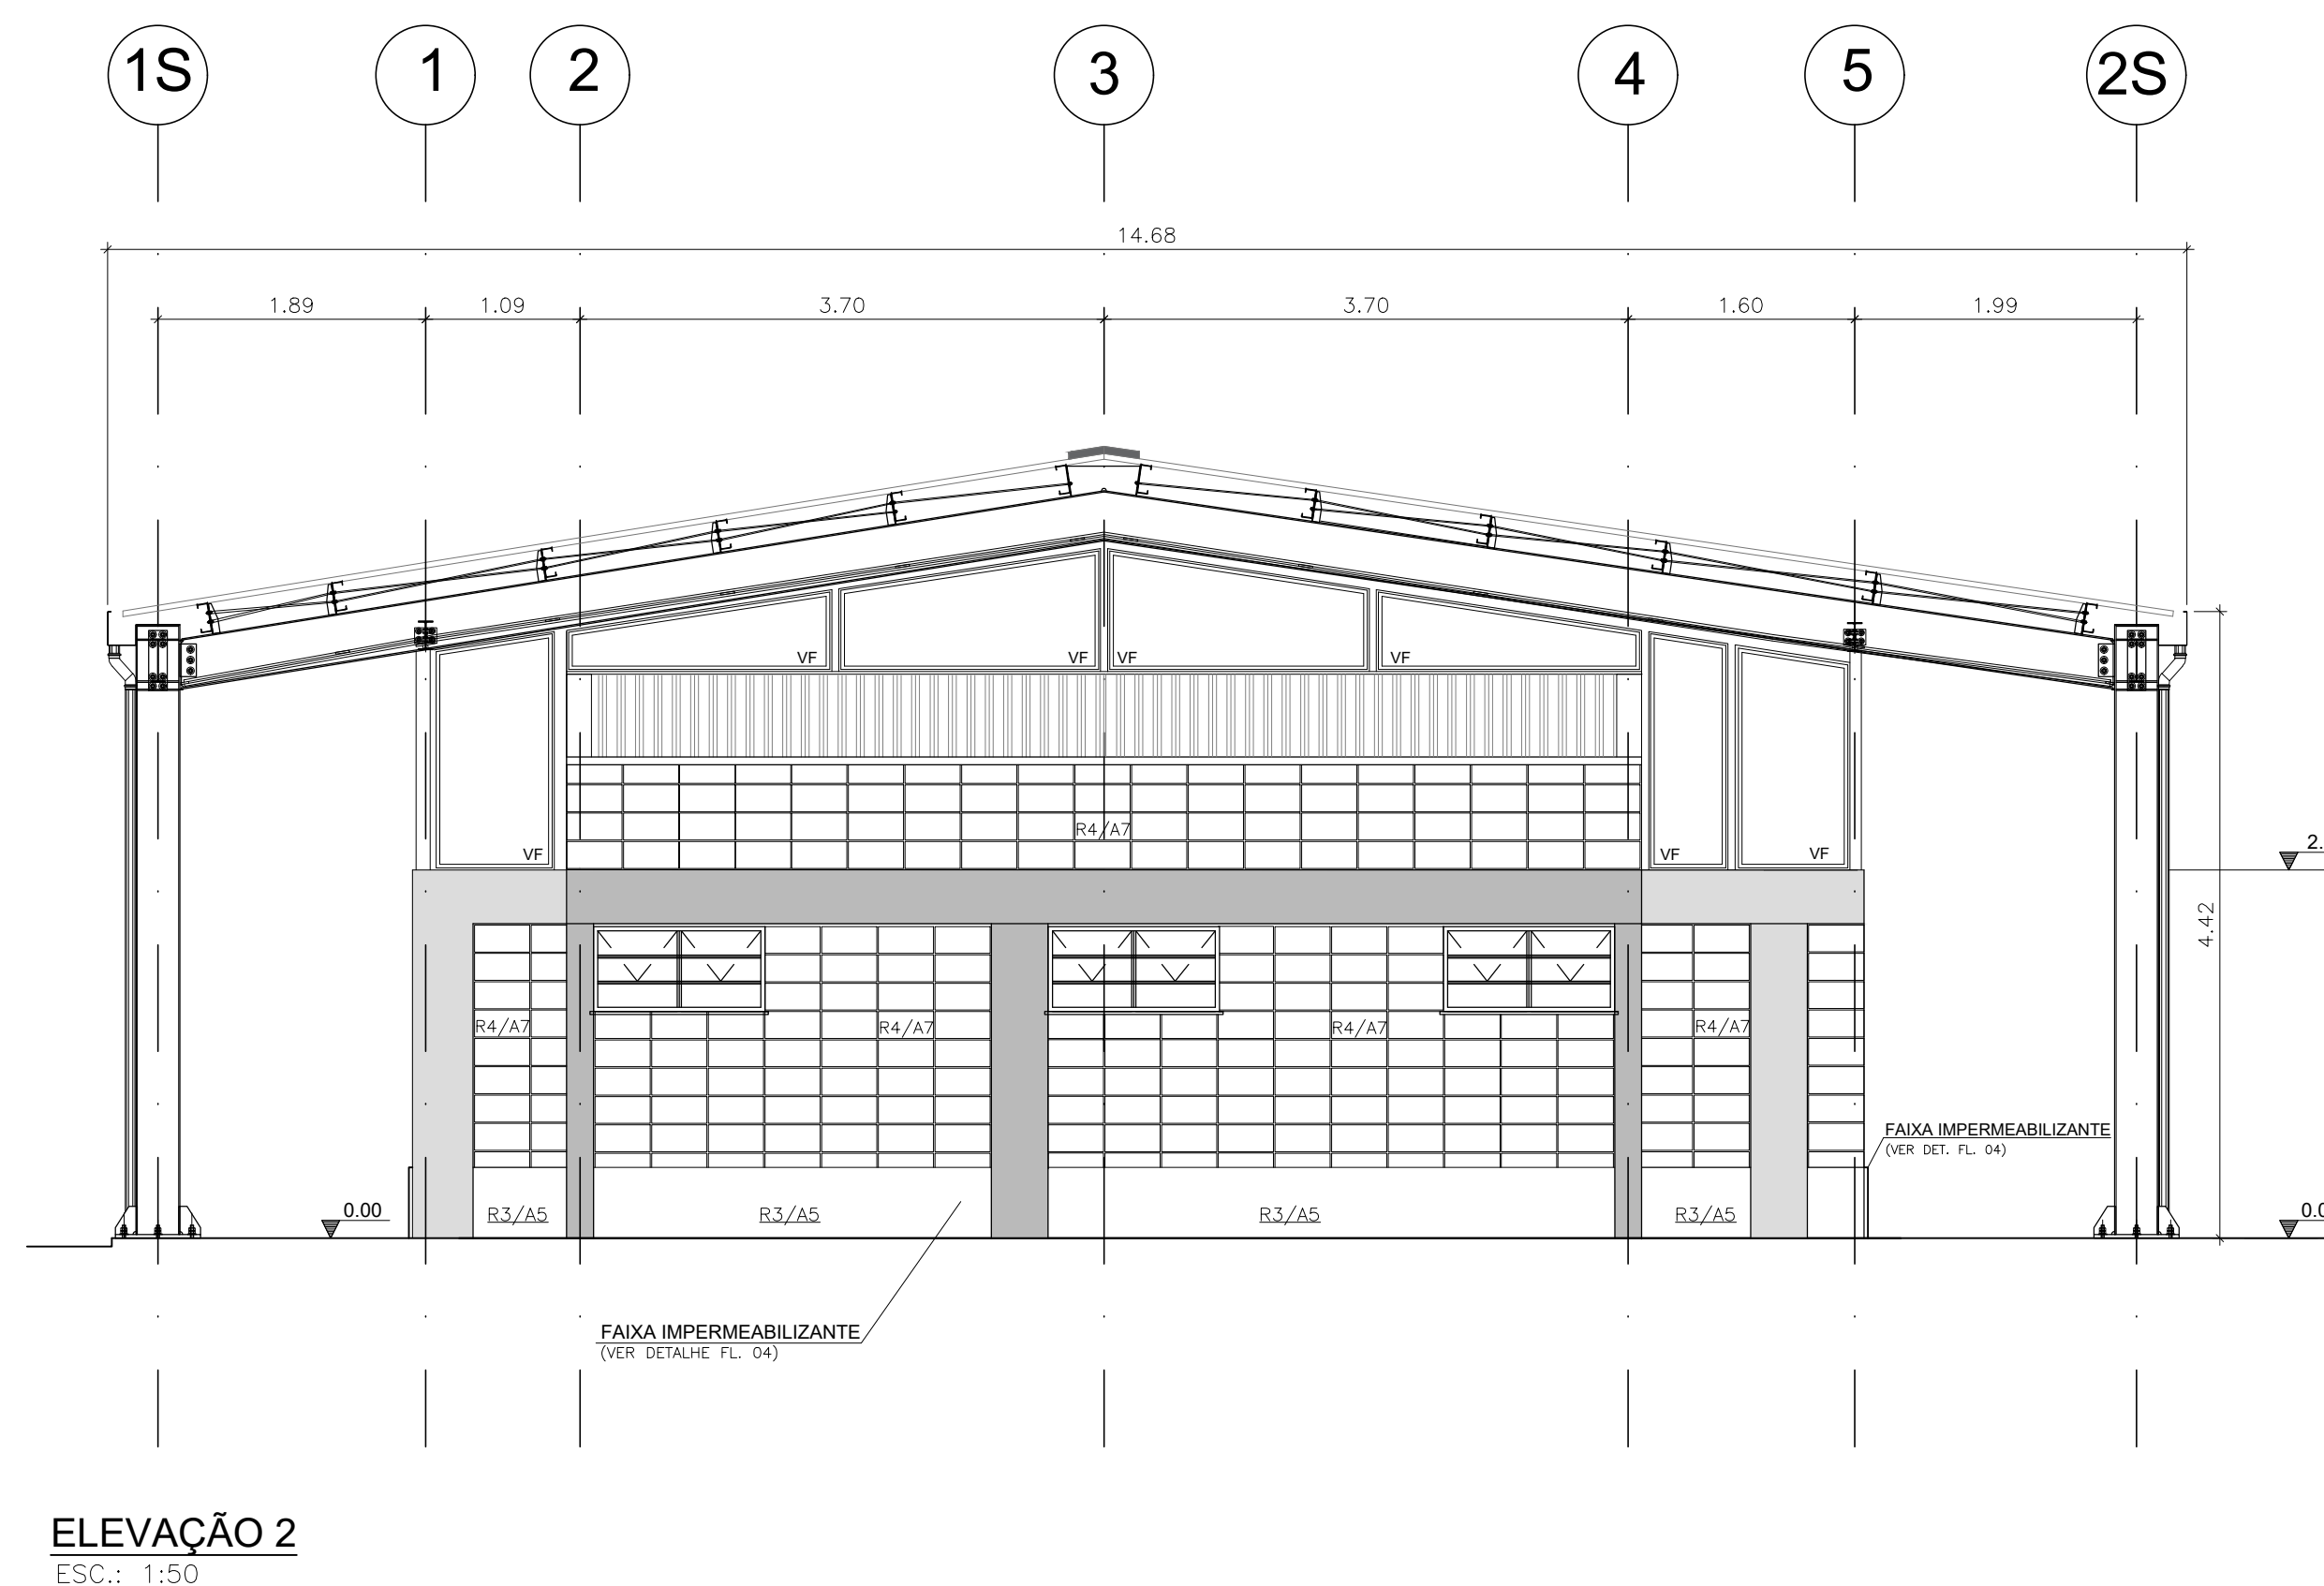 1S 1 2 3 4 5 2S
14.68
1.89 1.09 3.70 3.70 1.60 1.99
VF VF VF VF
R4/A7
VF VF VF
2.
4.42
R4/A7 R4/A7 R4/A7 R4/A7
FAIXA IMPERMEABILIZANTE
(VER DET. FL. 04)
0.00 R3/A5 R3/A5 R3/A5 R3/A5
FAIXA IMPERMEABILIZANTE
(VER DETALHE FL. 04)
ELEVAÇÃO 2
ESC.: 1:50